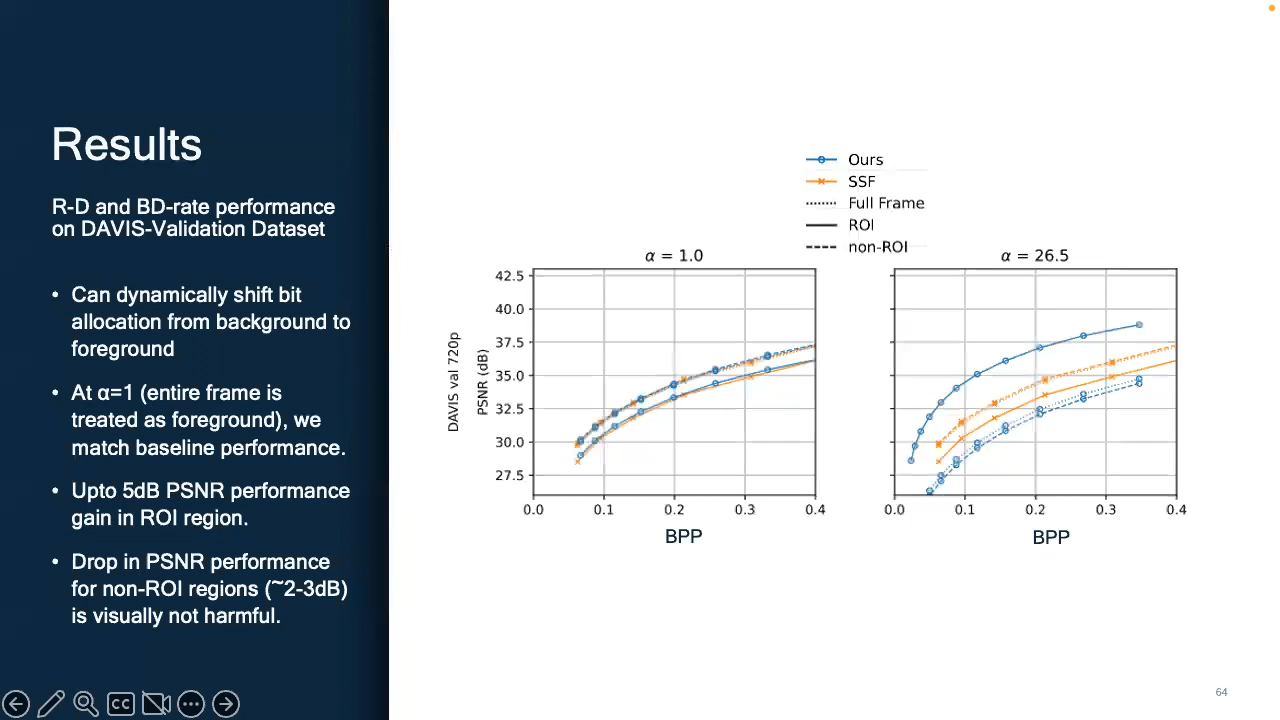 Results
R-D and BD-rate performance
on DAVIS-Validation Dataset
• Can dynamically shift bit
allocation from background to
foreground
• At α=1 (entire frame is
treated as foreground), we
match baseline performance.
• Upto 5dB PSNR performance
gain in ROI region.
• Drop in PSNR performance
for non-ROI regions (~2-3dB)
is visually not harmful.
Ours
SSF
Full Frame
ROI
non-ROI
α = 1.0
42.5
40.0
37.5
35.0
32.5
30.0
27.5
DAVIS val 720p
PSNR (dB)
0.0 0.1 0.2 0.3 0.4
BPP
α = 26.5
0.0 0.1 0.2 0.3 0.4
BPP
CC
64